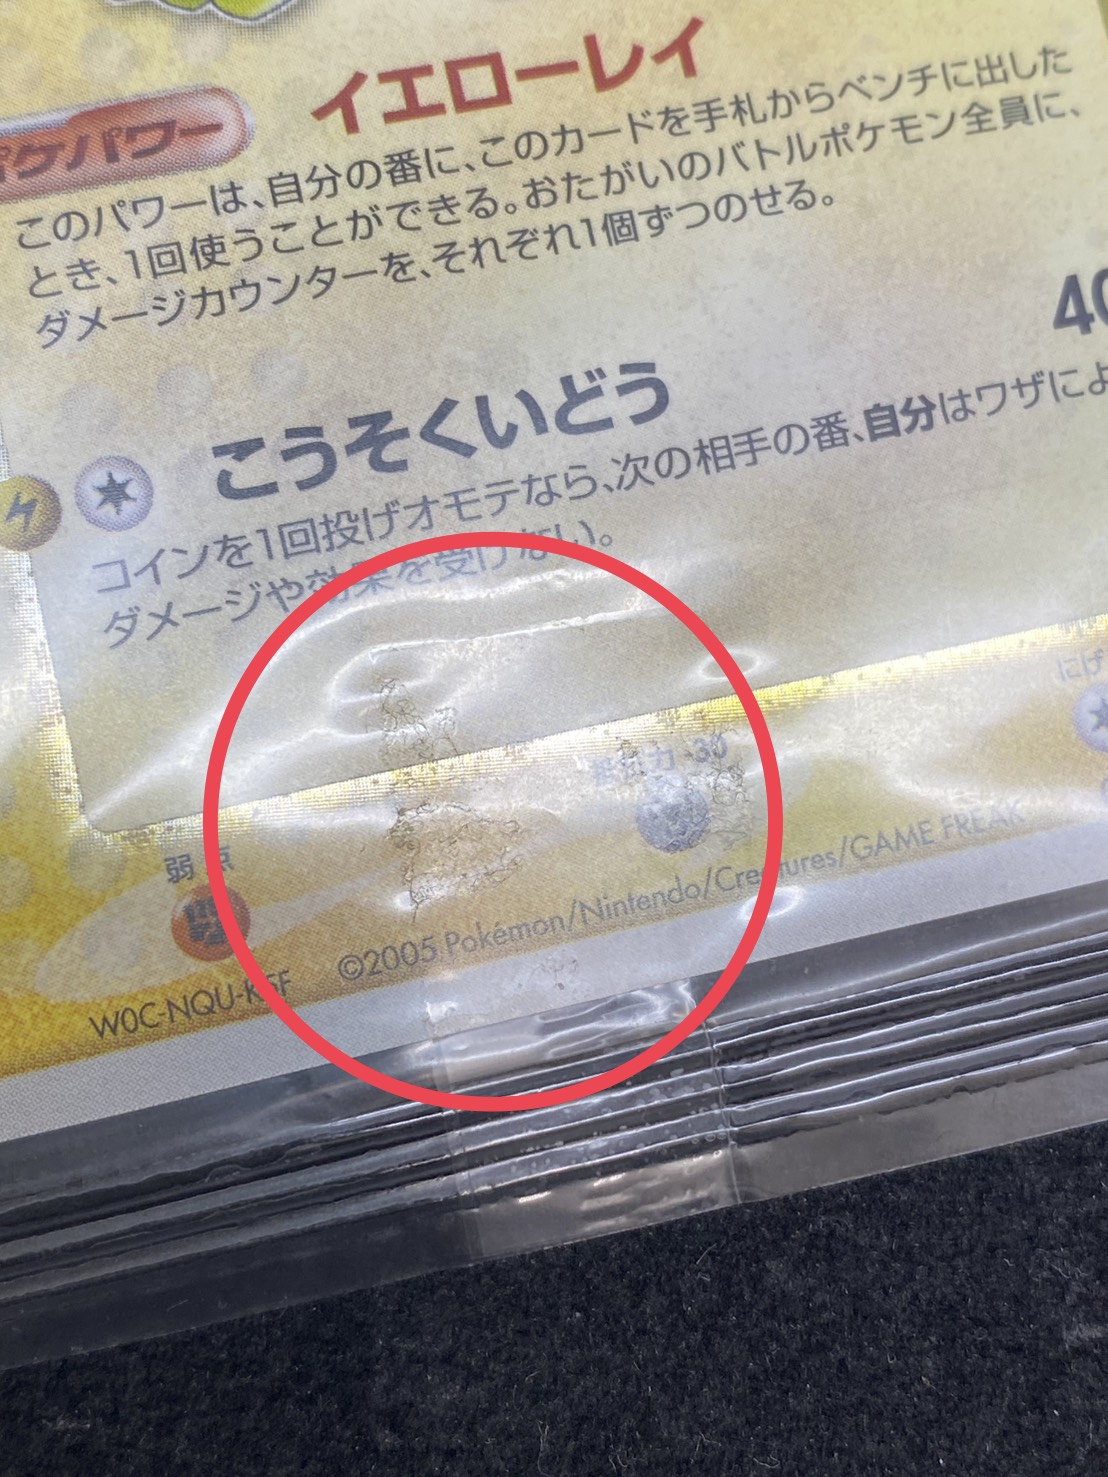 イエローレイ
ポケパワー
このパワーは、自分の番に、このカードを手札からベンチに出した
とき、1回使うことができる。おたがいのバトルポケモン全員に、
ダメージカウンターを、それぞれ1個ずつのせる。
こうそくいどう
40
コインを1回投げオモテなら、次の相手の番、自分はワザによ
ダメージや効果を受けない。
にげ
抵抗力 -30
弱点
©2005 Pokémon/Nintendo/Creatures/GAME FREAK